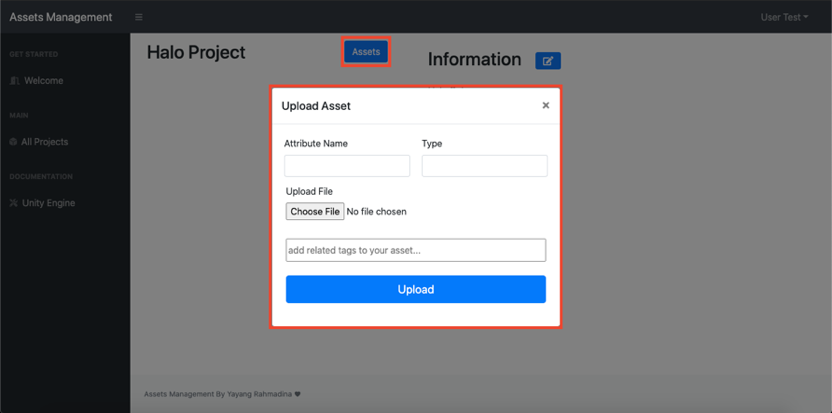 Assets Management
User Test
GET STARTED
Welcome
MAIN
All Projects
DOCUMENTATION
Unity Engine
Halo Project
Assets
Information
Upload Asset
×
Attribute Name
Type
Upload File
Choose File No file chosen
add related tags to your asset...
Upload
Assets Management By Yayang Rahmadina